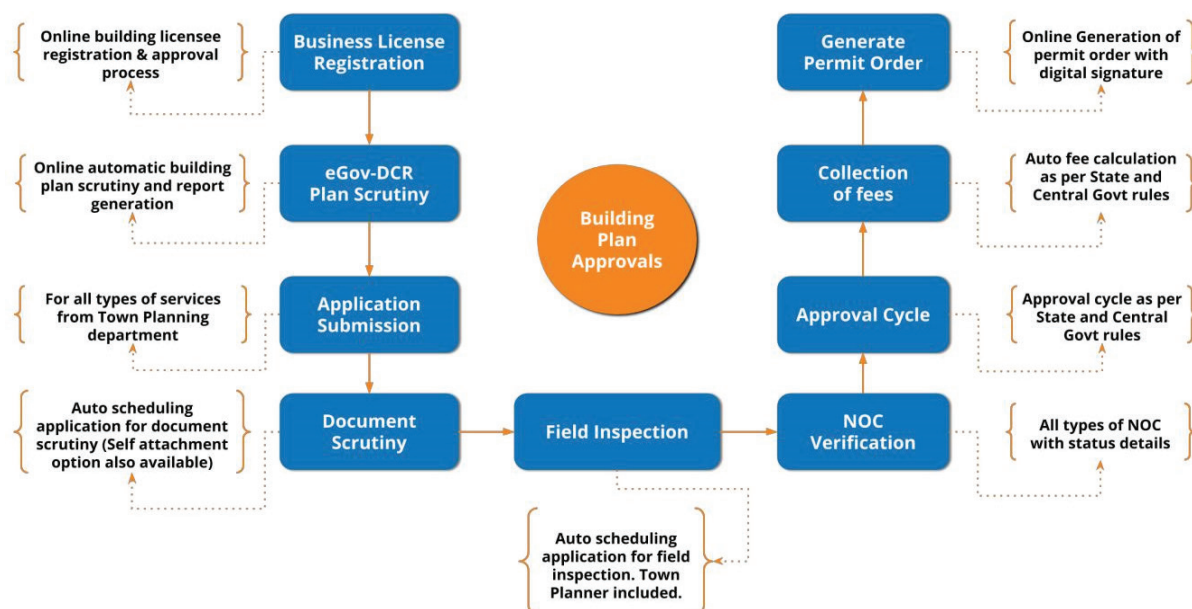 Online building licensee
registration & approval
process
Business License
Registration
Generate
Permit Order
Online Generation of
permit order with
digital signature
Online automatic building
plan scrutiny and report
generation
eGov-DCR
Plan Scrutiny
Building
Plan
Approvals
Collection
of fees
Auto fee calculation
as per State and
Central Govt rules
For all types of services
from Town Planning
department
Application
Submission
Approval Cycle
Approval cycle as per
State and Central
Govt rules
Auto scheduling
application for document
scrutiny (Self attachment
option also available)
Document
Scrutiny
Field Inspection
NOC
Verification
All types of NOC
with status details
Auto scheduling
application for field
inspection. Town
Planner included.